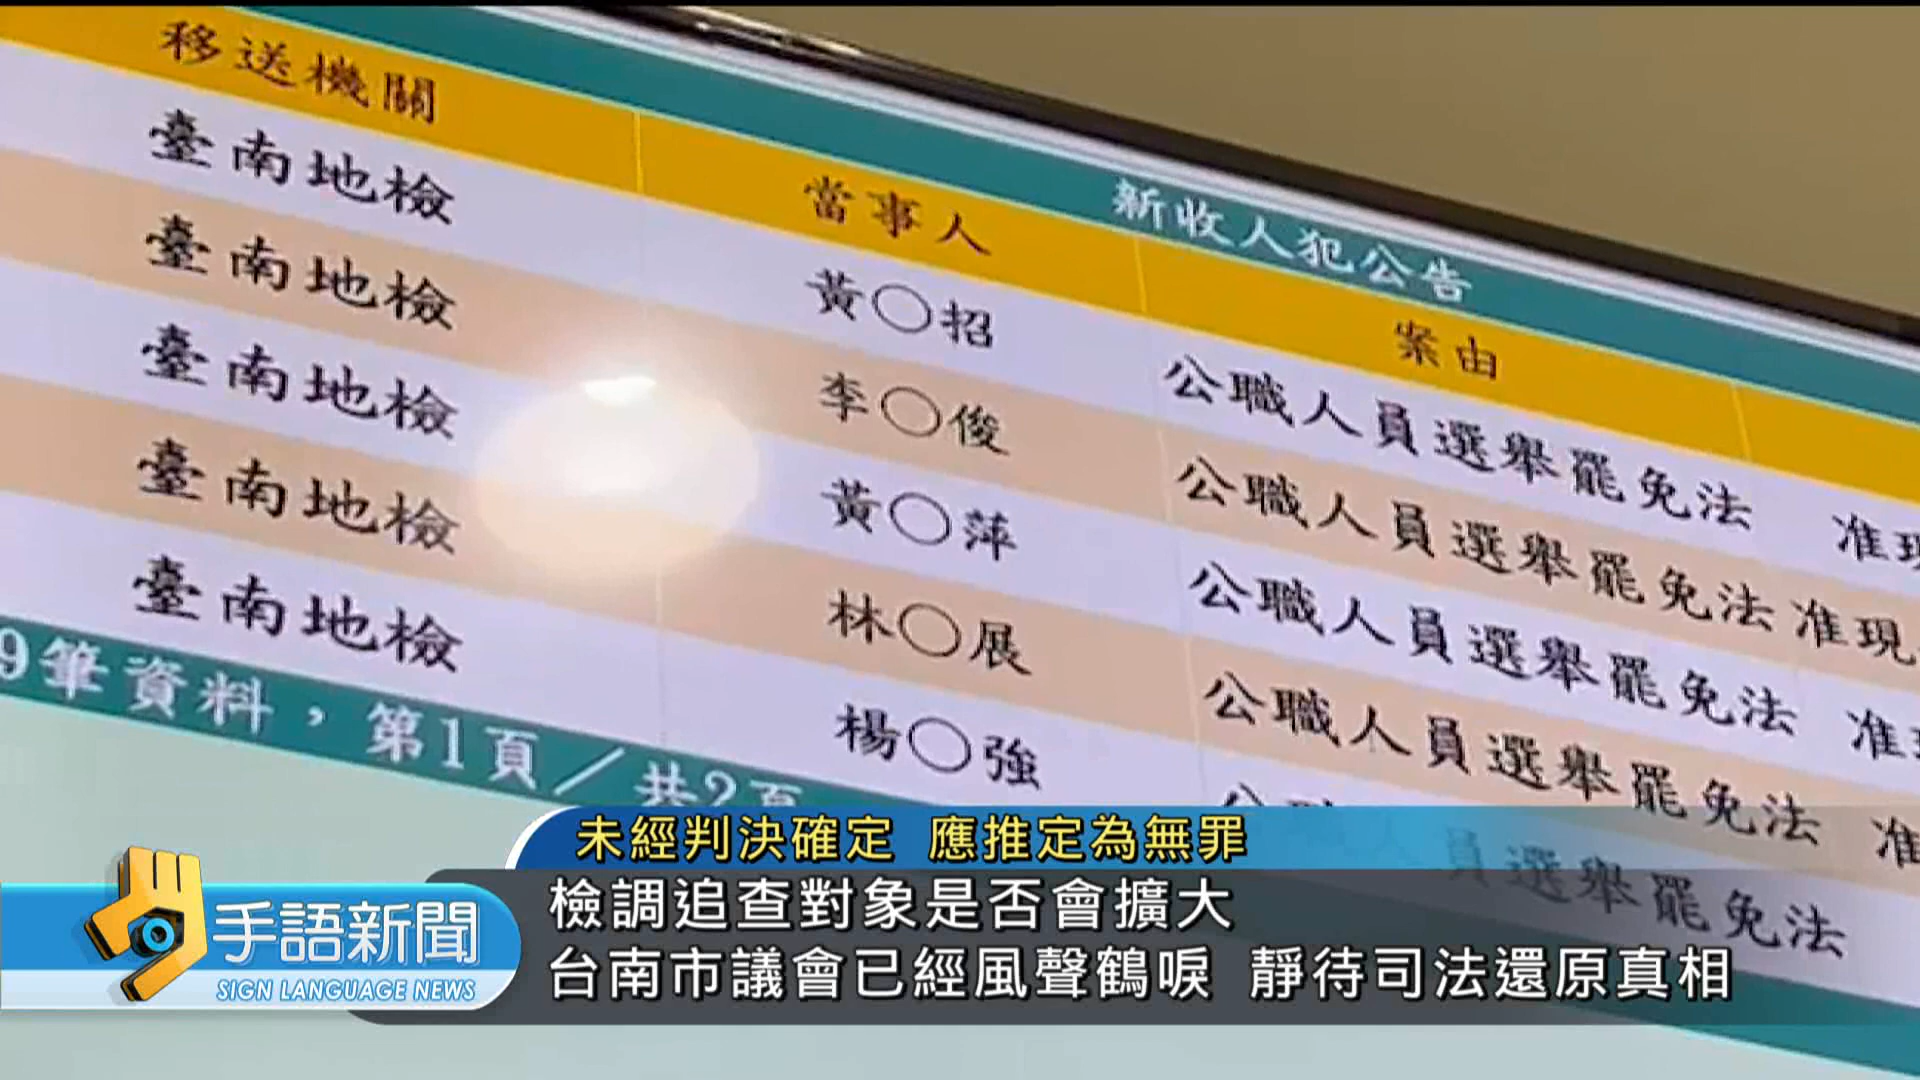 新收人犯公告
移送機關 當事人 案由
臺南地檢 黃○招 公職人員選舉罷免法 准現
臺南地檢 李○俊 公職人員選舉罷免法 准現
臺南地檢 黃○萍 公職人員選舉罷免法 准
臺南地檢 林○展 公職人員選舉罷免法 准
臺南地檢 楊○強 公職人員選舉罷免法
9筆資料，第1頁／共2頁
未經判決確定 應推定為無罪
手語新聞
SIGN LANGUAGE NEWS
檢調追查對象是否會擴大
台南市議會已經風聲鶴唳 靜待司法還原真相